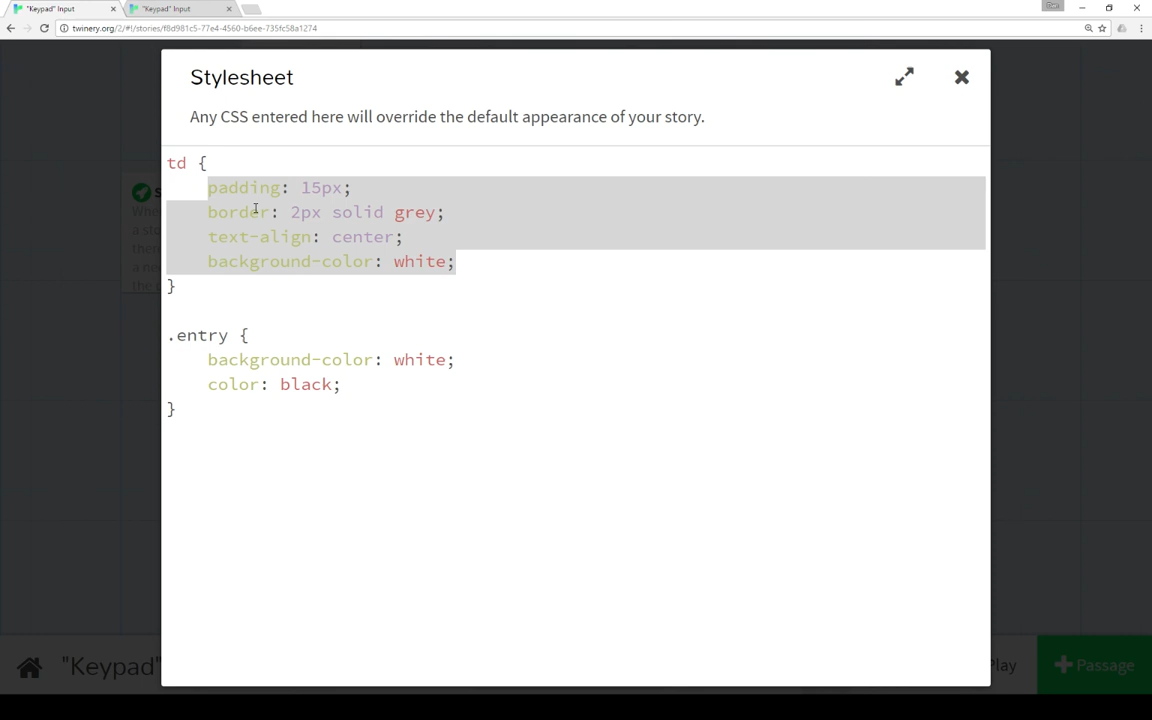 "Keypad" Input
"Keypad" Input
twinery.org/2/#!/stories/f8d981c5-77e4-4560-b6ee-735fc58a1274
Stylesheet
Any CSS entered here will override the default appearance of your story.
td {
padding: 15px;
border: 2px solid grey;
text-align: center;
background-color: white;
}
.entry {
background-color: white;
color: black;
}
"Keypad"
Play
Passage